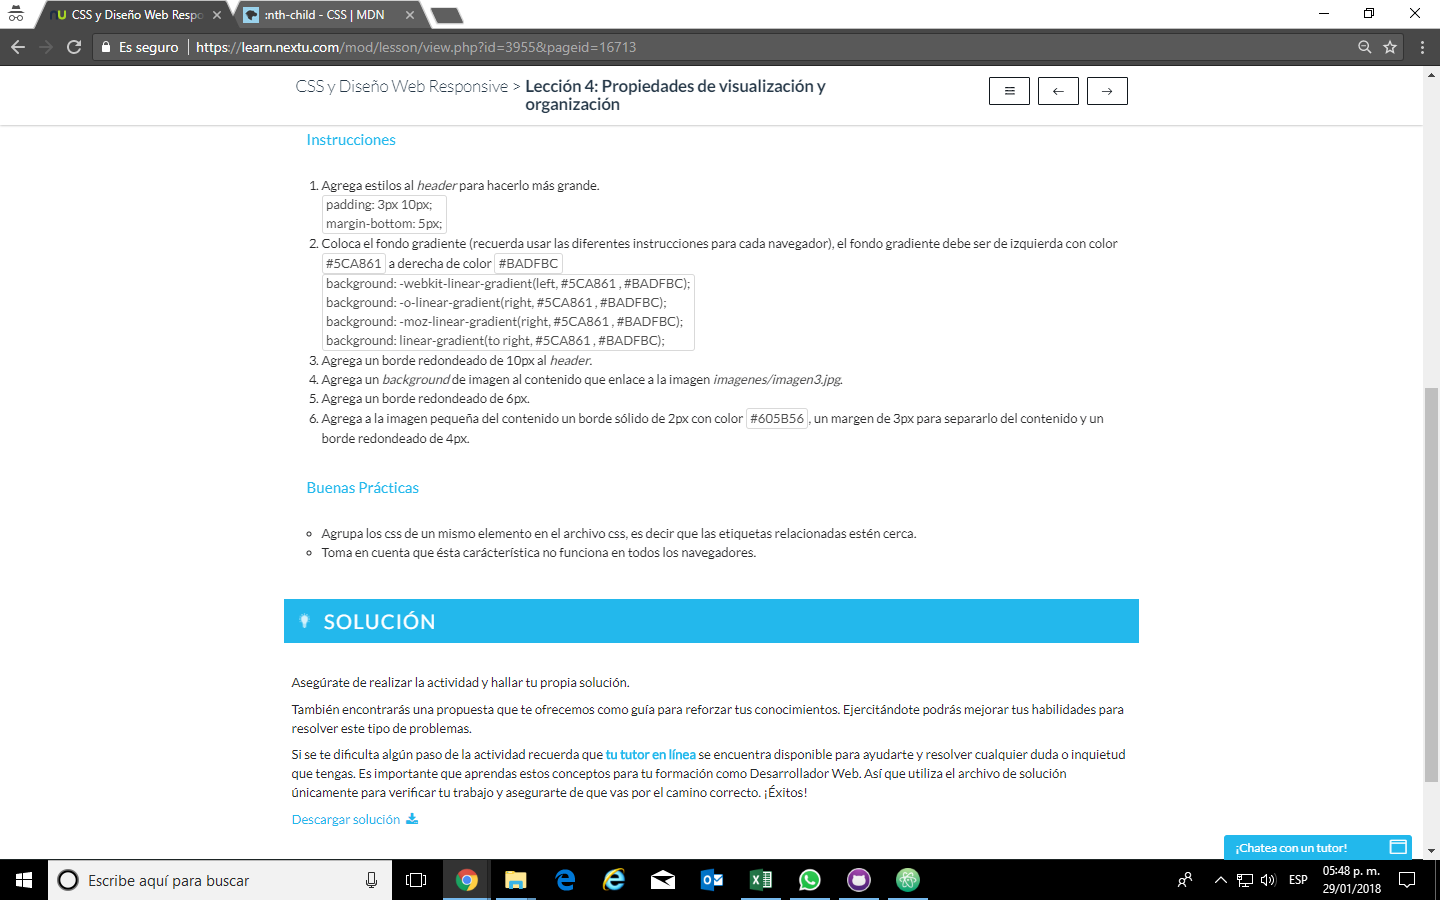 CSS y Diseño Web Respo
:nth-child - CSS | MDN
Es seguro
https://learn.nextu.com/mod/lesson/view.php?id=3955&pageid=16713
CSS y Diseño Web Responsive > Lección 4: Propiedades de visualización y
organización
Instrucciones
1. Agrega estilos al header para hacerlo más grande.
padding: 3px 10px;
margin-bottom: 5px;
2. Coloca el fondo gradiente (recuerda usar las diferentes instrucciones para cada navegador), el fondo gradiente debe ser de izquierda con color
#5CA861 a derecha de color #BADFBC
background: -webkit-linear-gradient(left, #5CA861 , #BADFBC);
background: -o-linear-gradient(right, #5CA861 , #BADFBC);
background: -moz-linear-gradient(right, #5CA861 , #BADFBC);
background: linear-gradient(to right, #5CA861 , #BADFBC);
3. Agrega un borde redondeado de 10px al header.
4. Agrega un background de imagen al contenido que enlace a la imagen imagenes/imagen3.jpg.
5. Agrega un borde redondeado de 6px.
6. Agrega a la imagen pequeña del contenido un borde sólido de 2px con color #605B56 , un margen de 3px para separarlo del contenido y un
borde redondeado de 4px.
Buenas Prácticas
Agrupa los css de un mismo elemento en el archivo css, es decir que las etiquetas relacionadas estén cerca.
Toma en cuenta que ésta carácterística no funciona en todos los navegadores.
SOLUCIÓN
Asegúrate de realizar la actividad y hallar tu propia solución.
También encontrarás una propuesta que te ofrecemos como guía para reforzar tus conocimientos. Ejercitándote podrás mejorar tus habilidades para
resolver este tipo de problemas.
Si se te dificulta algún paso de la actividad recuerda que tu tutor en línea se encuentra disponible para ayudarte y resolver cualquier duda o inquietud
que tengas. Es importante que aprendas estos conceptos para tu formación como Desarrollador Web. Así que utiliza el archivo de solución
únicamente para verificar tu trabajo y asegurarte de que vas por el camino correcto. ¡Éxitos!
Descargar solución
¡Chatea con un tutor!
Escribe aquí para buscar
ESP
05:48 p. m.
29/01/2018